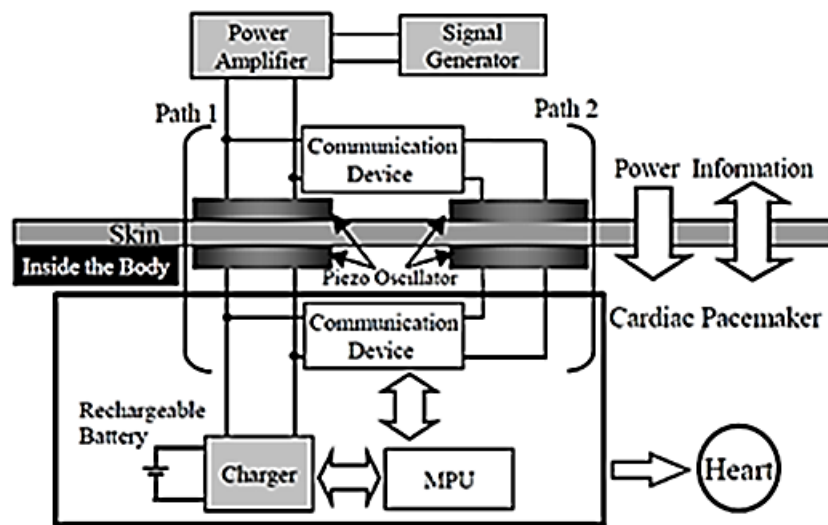 Power
Amplifier
Signal
Generator
Path 1
Path 2
Communication
Device
Power
Information
Skin
Inside the Body
Piezo Oscillator
Communication
Device
Cardiac Pacemaker
Rechargeable
Battery
Charger
MPU
Heart